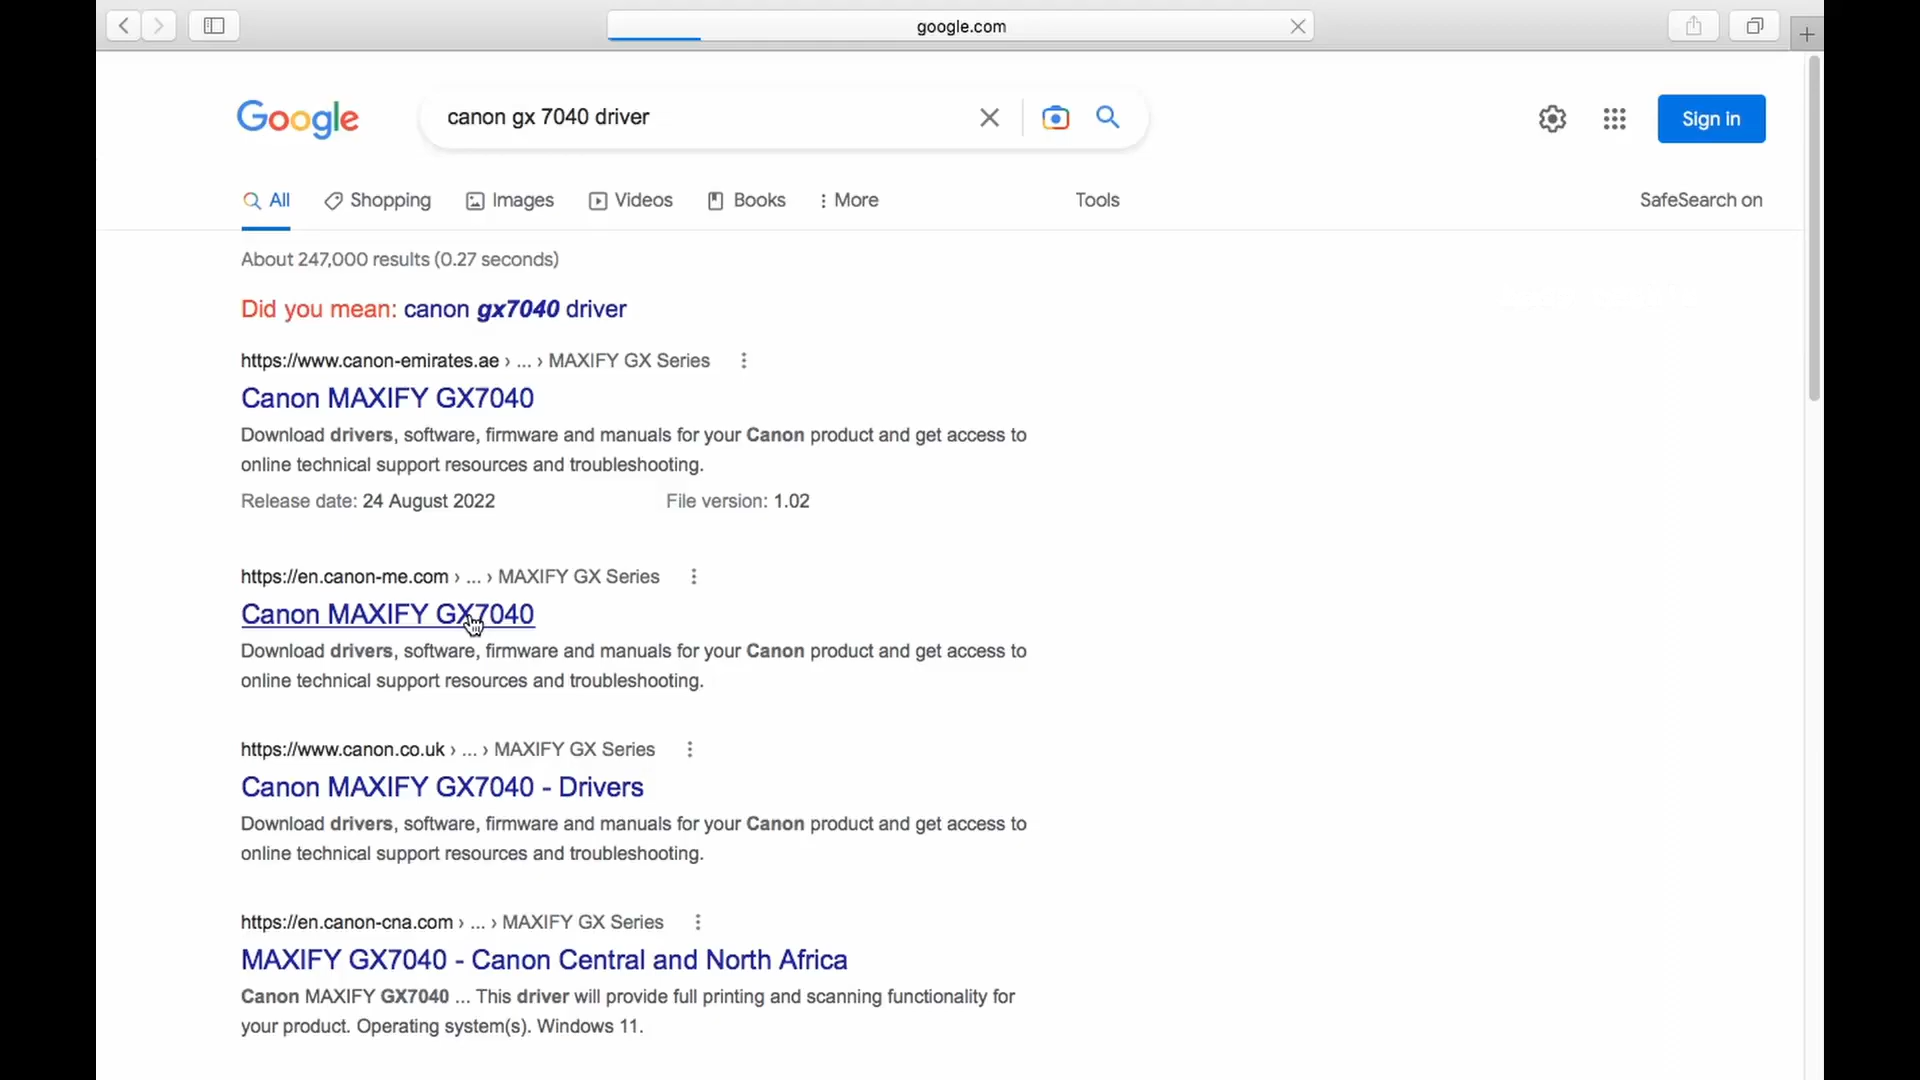 google.com
Google
canon gx 7040 driver
Sign in
All Shopping Images Videos Books More Tools SafeSearch on
About 247,000 results (0.27 seconds)
Did you mean: canon gx7040 driver
https://www.canon-emirates.ae › ... › MAXIFY GX Series
Canon MAXIFY GX7040
Download drivers, software, firmware and manuals for your Canon product and get access to
online technical support resources and troubleshooting.
Release date: 24 August 2022 File version: 1.02
https://en.canon-me.com › ... › MAXIFY GX Series
Canon MAXIFY GX7040
Download drivers, software, firmware and manuals for your Canon product and get access to
online technical support resources and troubleshooting.
https://www.canon.co.uk › ... › MAXIFY GX Series
Canon MAXIFY GX7040 - Drivers
Download drivers, software, firmware and manuals for your Canon product and get access to
online technical support resources and troubleshooting.
https://en.canon-cna.com › ... › MAXIFY GX Series
MAXIFY GX7040 - Canon Central and North Africa
Canon MAXIFY GX7040 ... This driver will provide full printing and scanning functionality for
your product. Operating system(s). Windows 11.